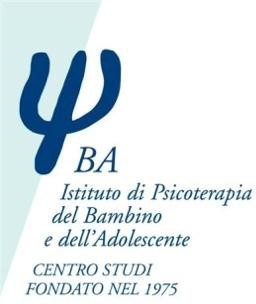 ψ BA
Istituto di Psicoterapia
del Bambino
e dell'Adolescente
CENTRO STUDI
FONDATO NEL 1975